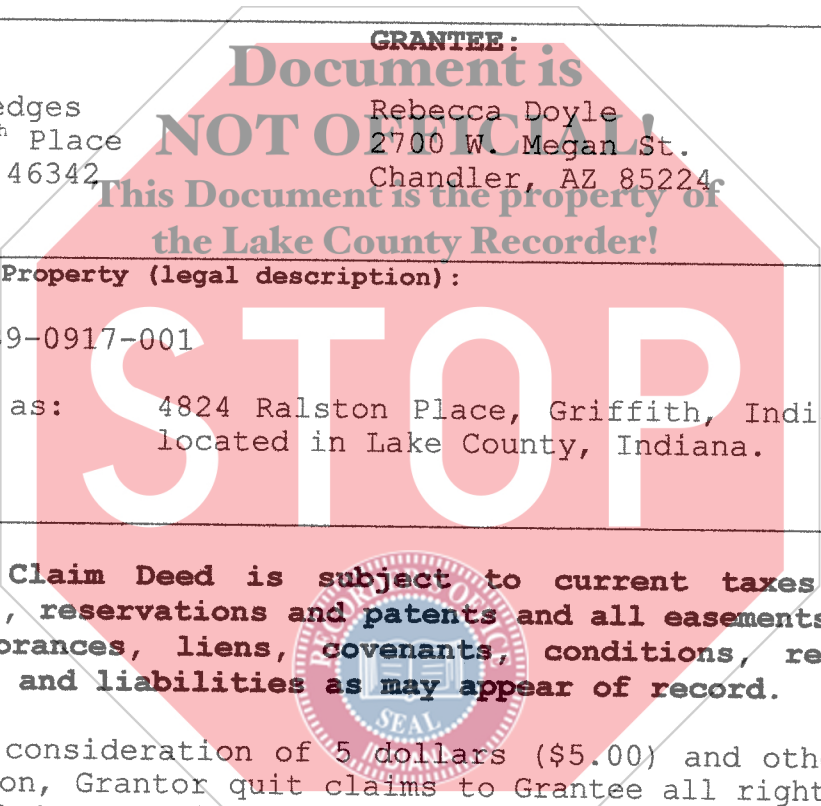 GRANTEE:
Document is
edges
Rebecca Doyle
h Place
2700 W. Megan St.
NOT OFFICIAL!
46342
Chandler, AZ 85224
This Document is the property of
the Lake County Recorder!
Property (legal description):
9-0917-001
STOP
as: 4824 Ralston Place, Griffith, Indi
located in Lake County, Indiana.
Claim Deed is subject to current taxes
, reservations and patents and all easements
brances, liens, covenants, conditions, re
and liabilities as may appear of record.
SEAL
consideration of 5 dollars ($5.00) and oth
on, Grantor quit claims to Grantee all right